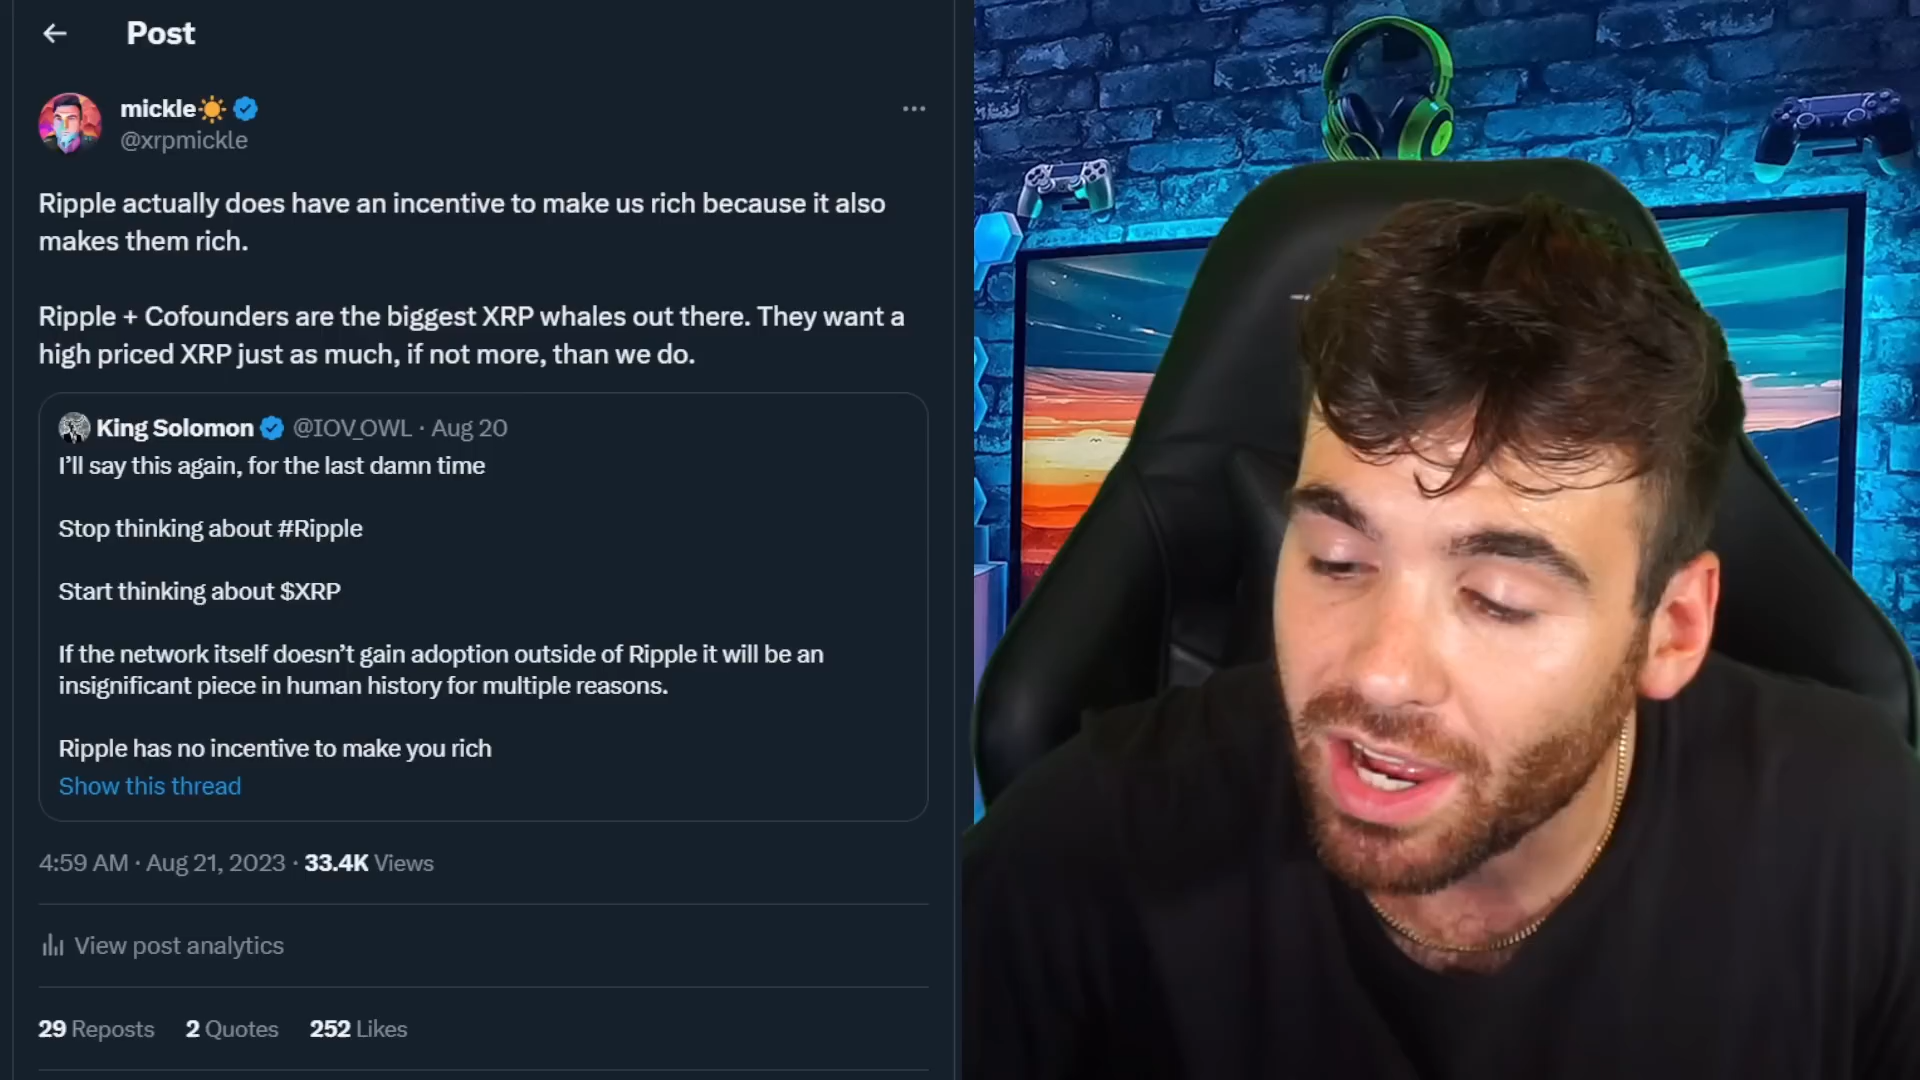 Post
mickle
@xrpmickle
Ripple actually does have an incentive to make us rich because it also
makes them rich.
Ripple + Cofounders are the biggest XRP whales out there. They want a
high priced XRP just as much, if not more, than we do.
King Solomon @IOV_OWL · Aug 20
I’ll say this again, for the last damn time
Stop thinking about #Ripple
Start thinking about $XRP
If the network itself doesn’t gain adoption outside of Ripple it will be an
insignificant piece in human history for multiple reasons.
Ripple has no incentive to make you rich
Show this thread
4:59 AM · Aug 21, 2023 · 33.4K Views
View post analytics
29 Reposts 2 Quotes 252 Likes